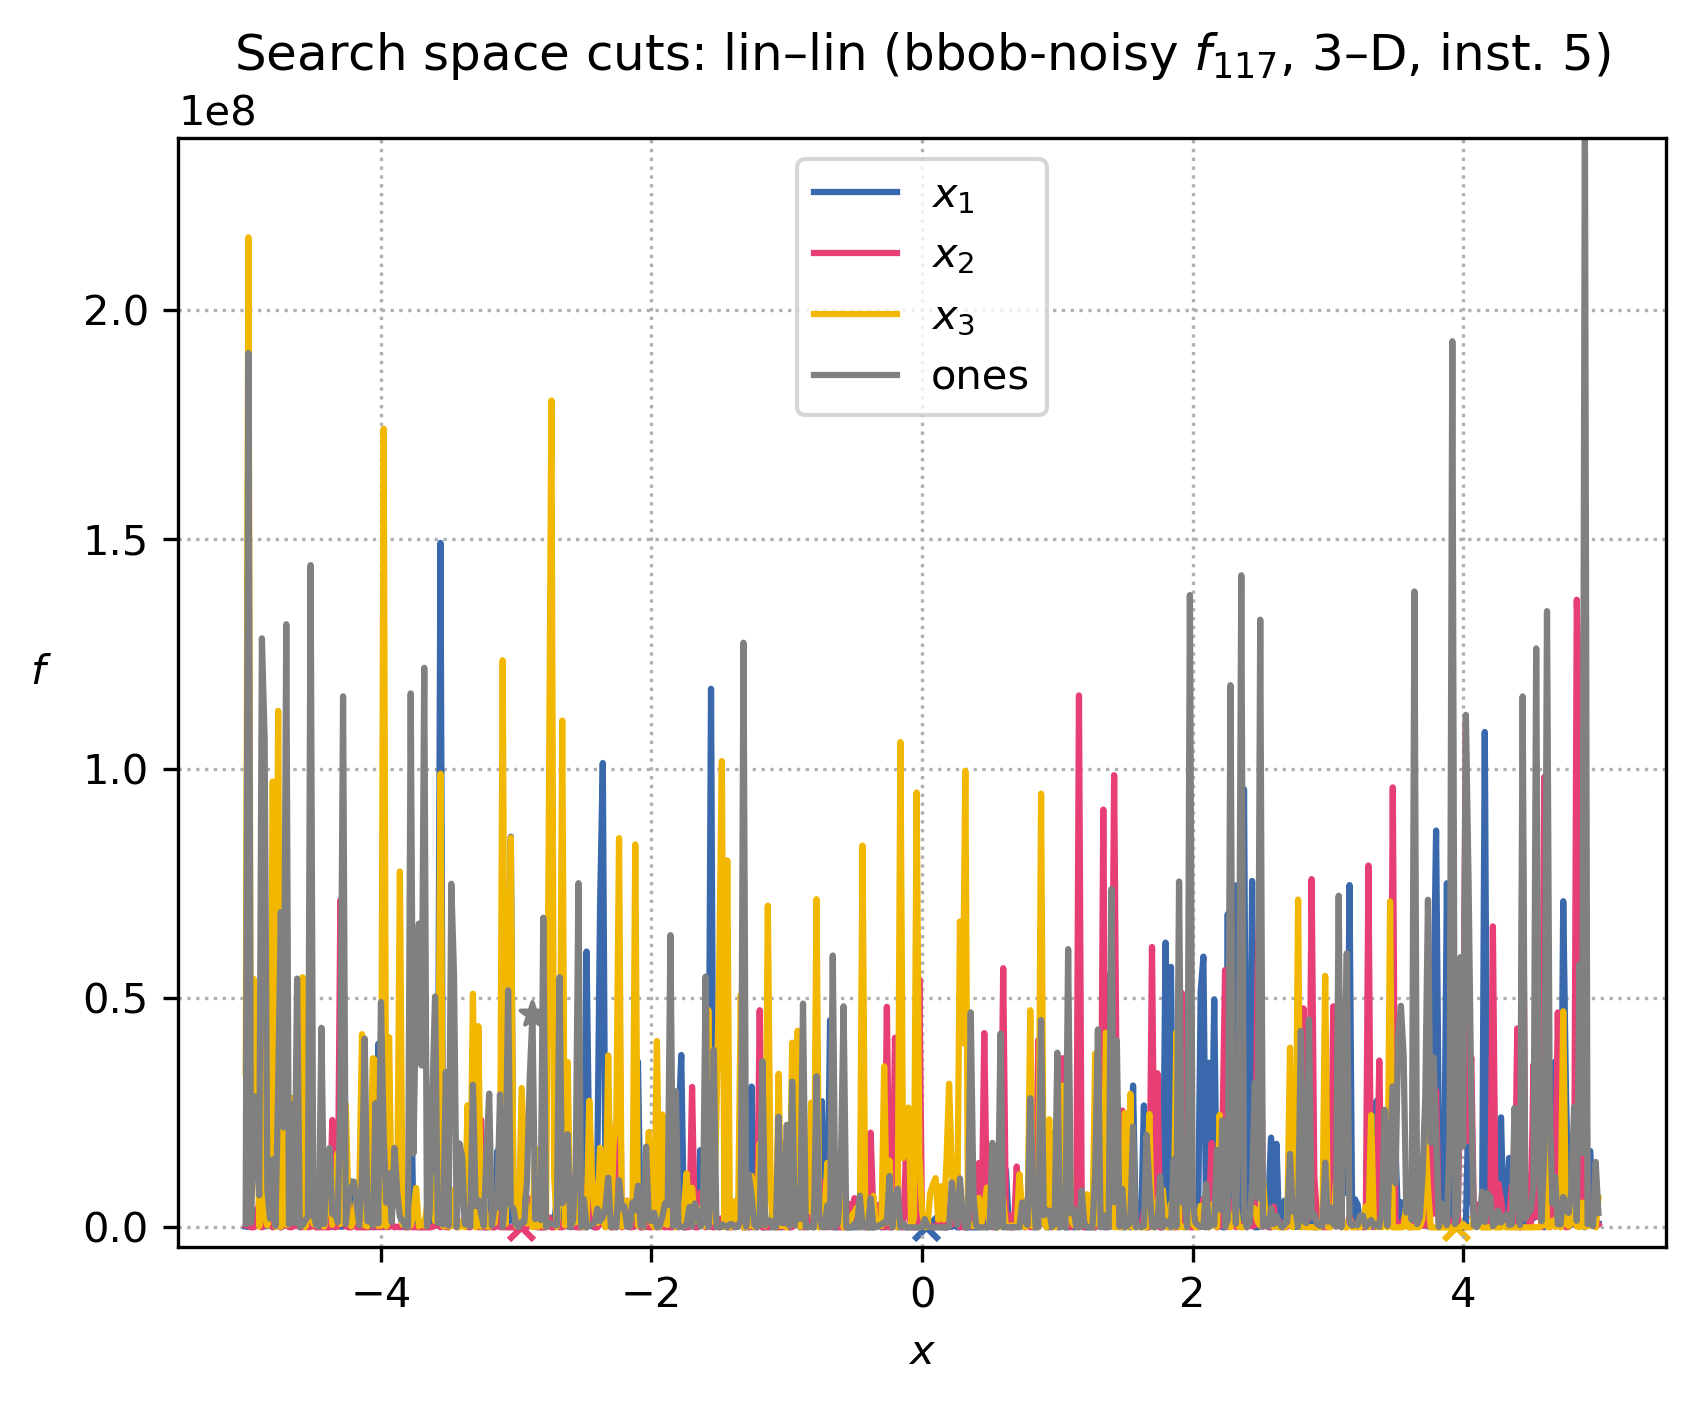 Search space cuts: lin–lin (bbob-noisy f₁₁₇, 3–D, inst. 5)
1e8
x₁
x₂
x₃
ones
2.0
1.5
1.0
0.5
0.0
f
−4
−2
0
2
4
x